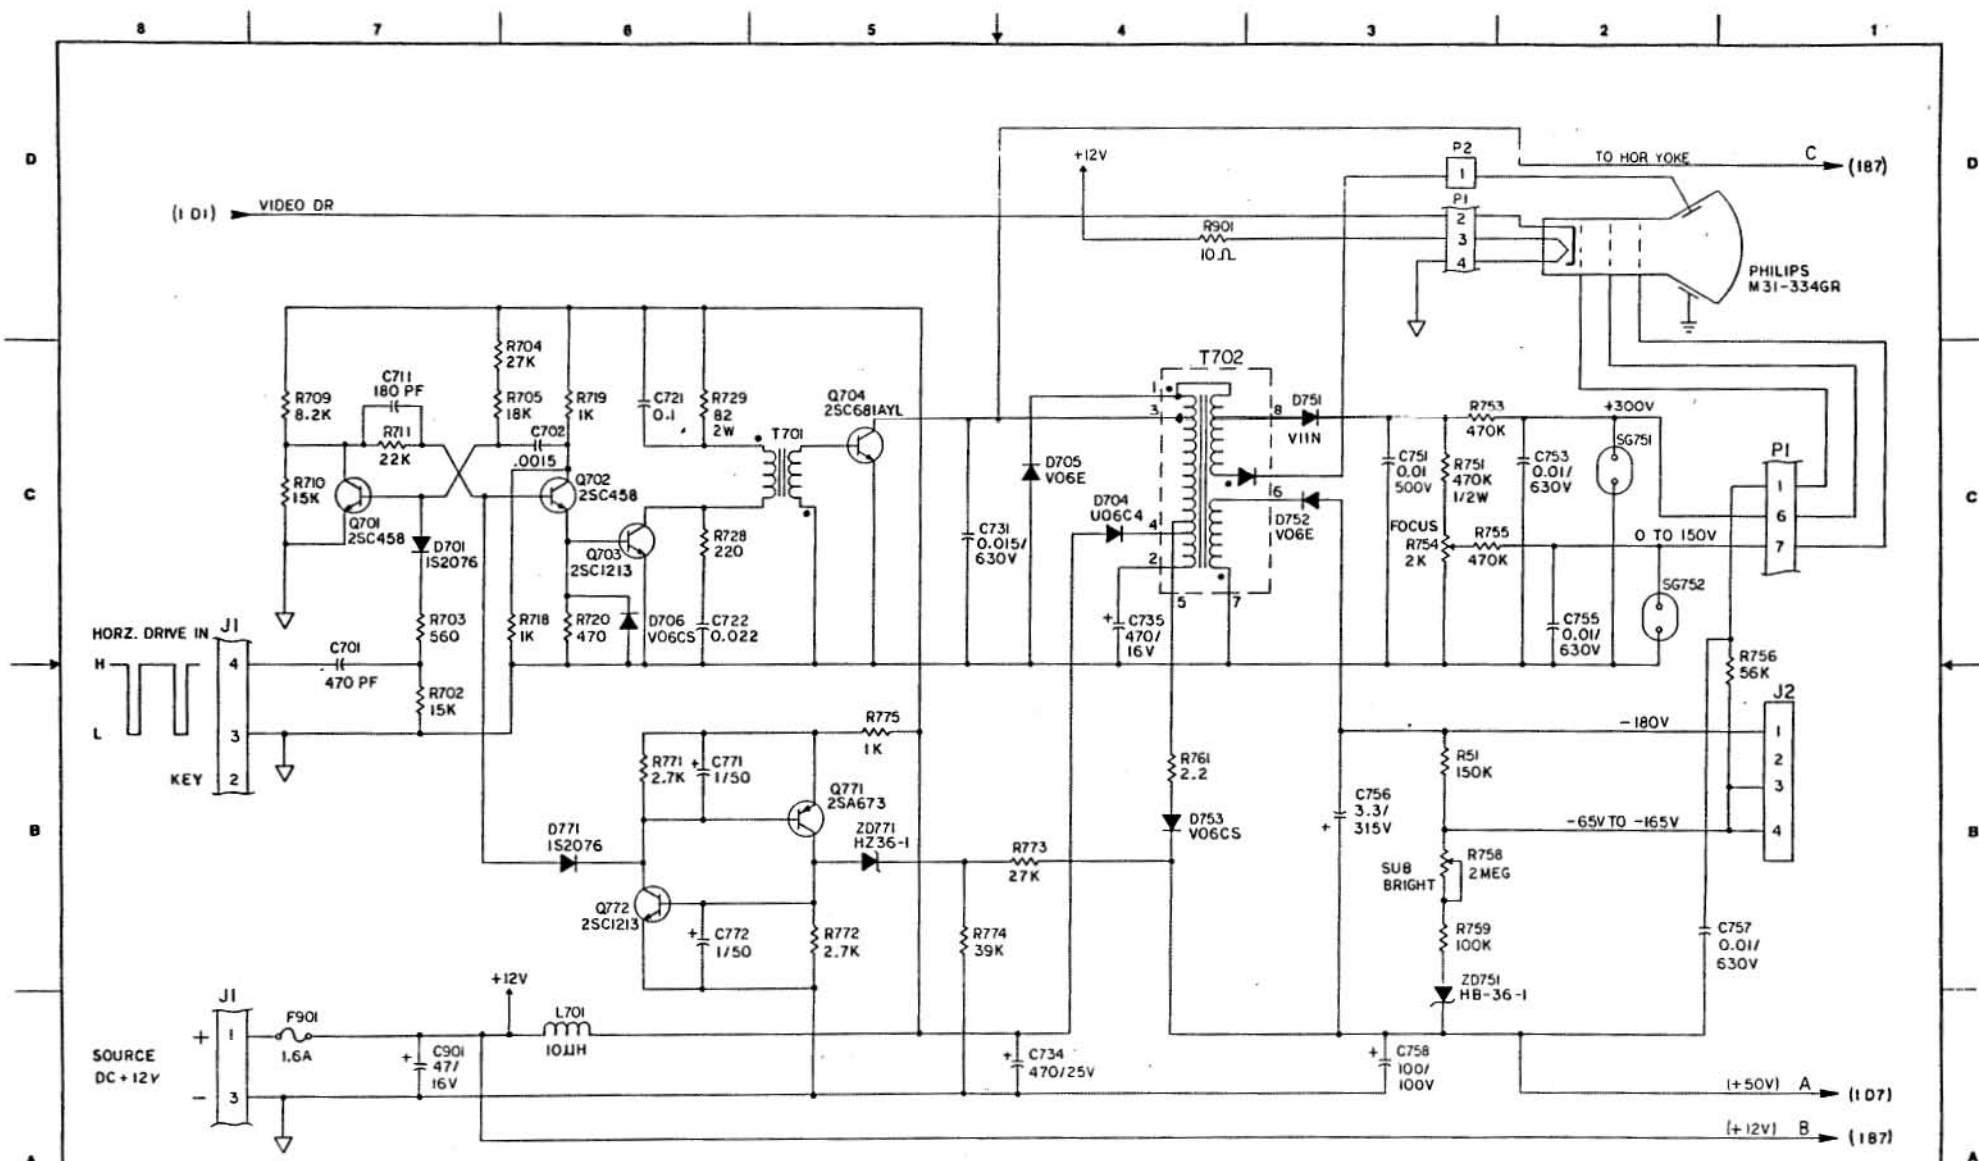 8 7 6 5 4 3 2 1
D
D
+12V
P2
1
TO HOR YOKE
C
(1B7)
(1 D1)
VIDEO DR
P1
2
3
4
R901
10Ω
PHILIPS
M31-334GR
R704
27K
T702
C711
180 PF
R709
8.2K
R705
18K
R719
1K
C721
0.1
R729
82
2W
Q704
2SC681AYL
1
3
8
D751
V11N
R753
470K
+300V
R711
22K
C702
.0015
T701
SG751
P1
R710
15K
Q702
2SC458
D705
V06E
C751
0.01
500V
R751
470K
1/2W
C753
0.01/
630V
C
C
6
1
D704
U06C4
D752
V06E
6
Q701
2SC458
D701
1S2076
Q703
2SC1213
R728
220
C731
0.015/
630V
4
2
FOCUS
R754
2K
R755
470K
0 TO 150V
7
SG752
5
7
R703
560
R718
1K
R720
470
D706
V06CS
C722
0.022
C735
470/
16V
C755
0.01/
630V
HORZ. DRIVE IN
J1
H
4
C701
470 PF
R756
56K
R702
15K
J2
L
3
R775
1K
-180V
1
KEY
2
R771
2.7K
C771
1/50
R761
2.2
R51
150K
2
3
Q771
2SA673
C756
3.3/
315V
B
B
D771
1S2076
ZD771
HZ36-1
D753
V06CS
-65V TO -165V
4
R773
27K
SUB
BRIGHT
R758
2MEG
Q772
2SC1213
C772
1/50
R772
2.7K
R774
39K
R759
100K
C757
0.01/
630V
ZD751
HB-36-1
J1
+12V
F901
1.6A
L701
+
1
SOURCE
DC +12V
C901
47/
16V
C734
470/25V
C758
100/
100V
-
3
(+50V) A
(1D7)
(+12V) B
(1B7)
A
A